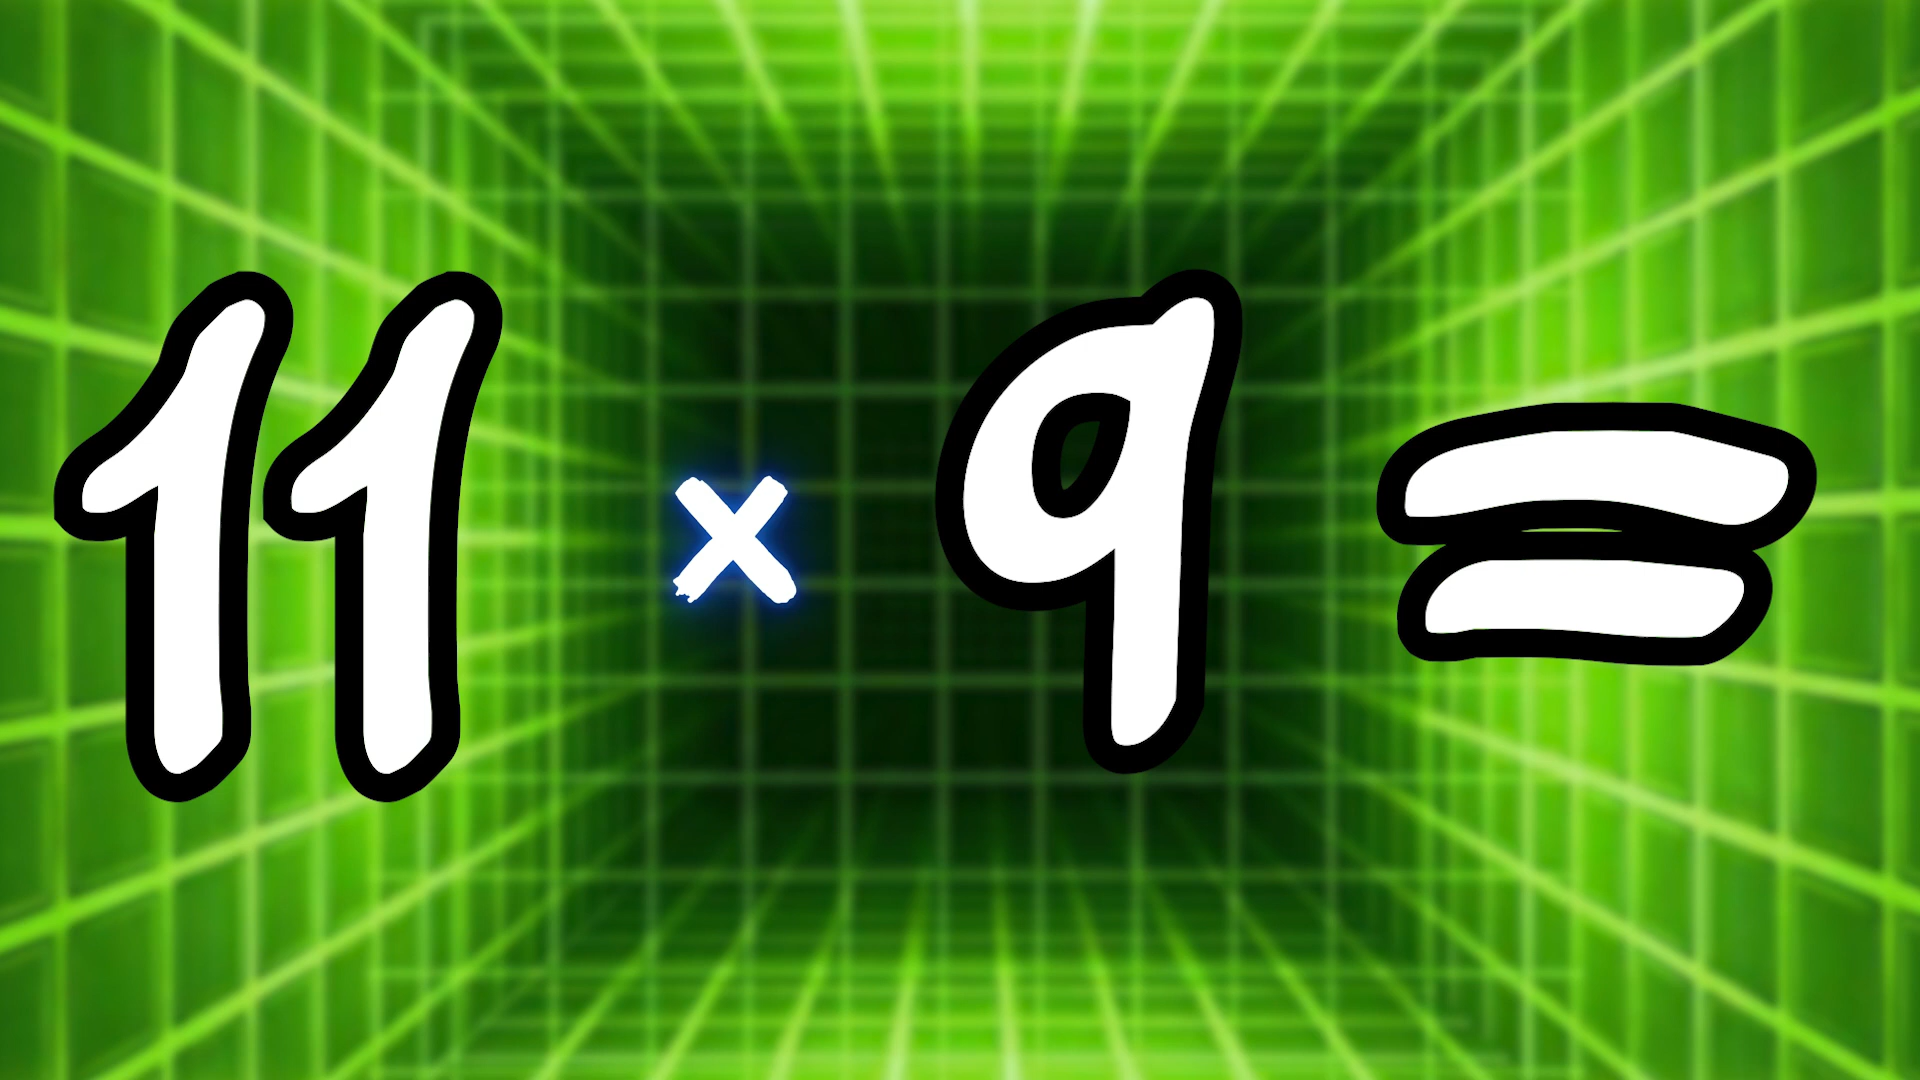 11 × 9 =